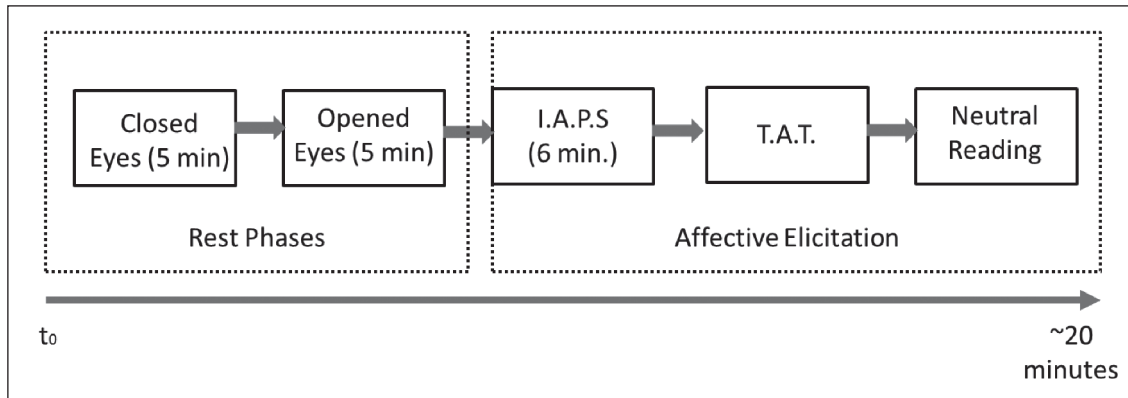 Closed
Eyes (5 min)
Opened
Eyes (5 min)
I.A.P.S
(6 min.)
T.A.T.
Neutral
Reading
Rest Phases
Affective Elicitation
t₀
~20
minutes